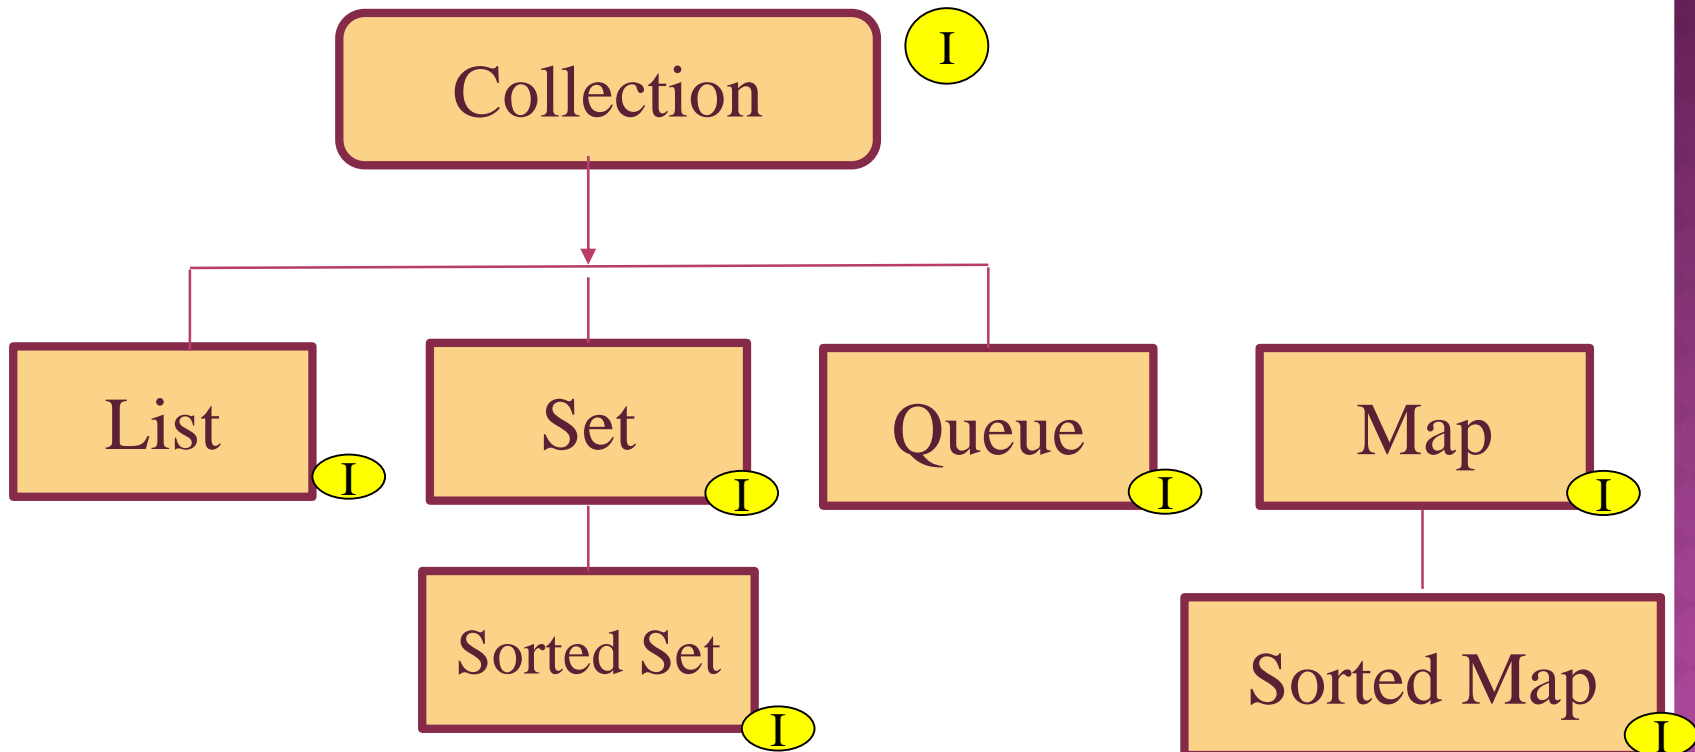 Collection
I
List
I
Set
I
Queue
I
Map
I
Sorted Set
I
Sorted Map
I